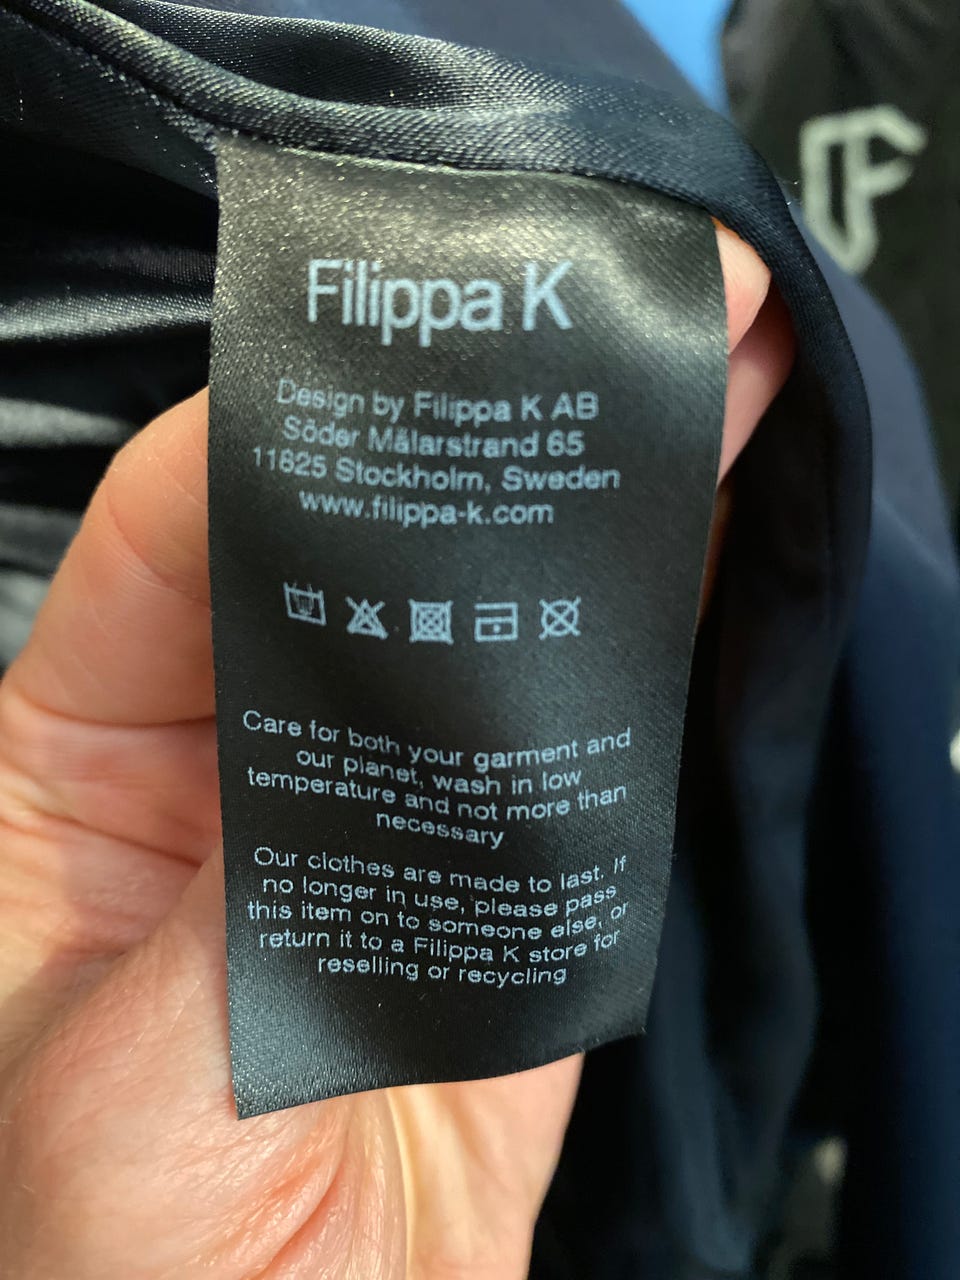 Filippa K
Design by Filippa K AB
Söder Mälarstrand 65
11825 Stockholm, Sweden
www.filippa-k.com
Care for both your garment and
our planet, wash in low
temperature and not more than
necessary
Our clothes are made to last. If
no longer in use, please pass
this item on to someone else, or
return it to a Filippa K store for
reselling or recycling